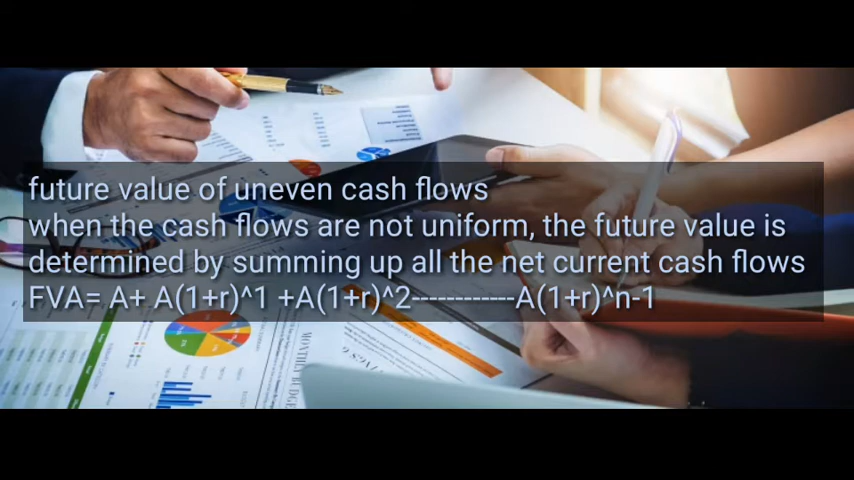 future value of uneven cash flows
when the cash flows are not uniform, the future value is
determined by summing up all the net current cash flows
FVA= A+ A(1+r)^1 +A(1+r)^2------------A(1+r)^n-1